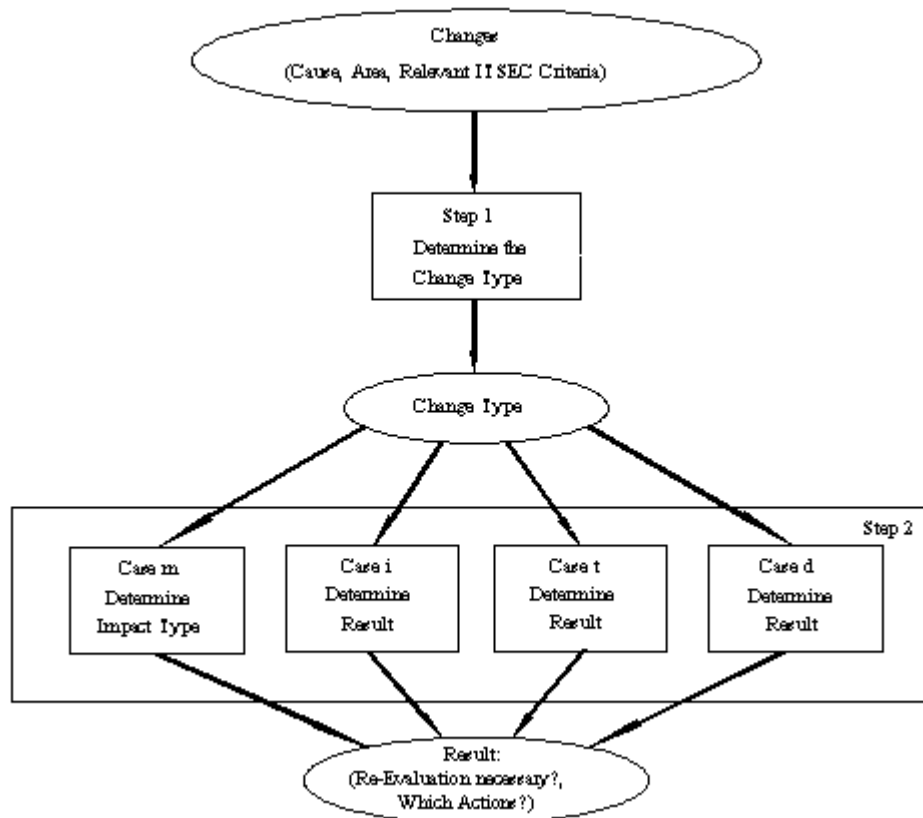 Changes
(Cause, Area, Relevant ITSEC Criteria)
Step 1
Determine the
Change Type
Change Type
Step 2
Case m
Determine
Impact Type
Case i
Determine
Result
Case t
Determine
Result
Case d
Determine
Result
Result:
(Re-Evaluation necessary?,
Which Actions?)